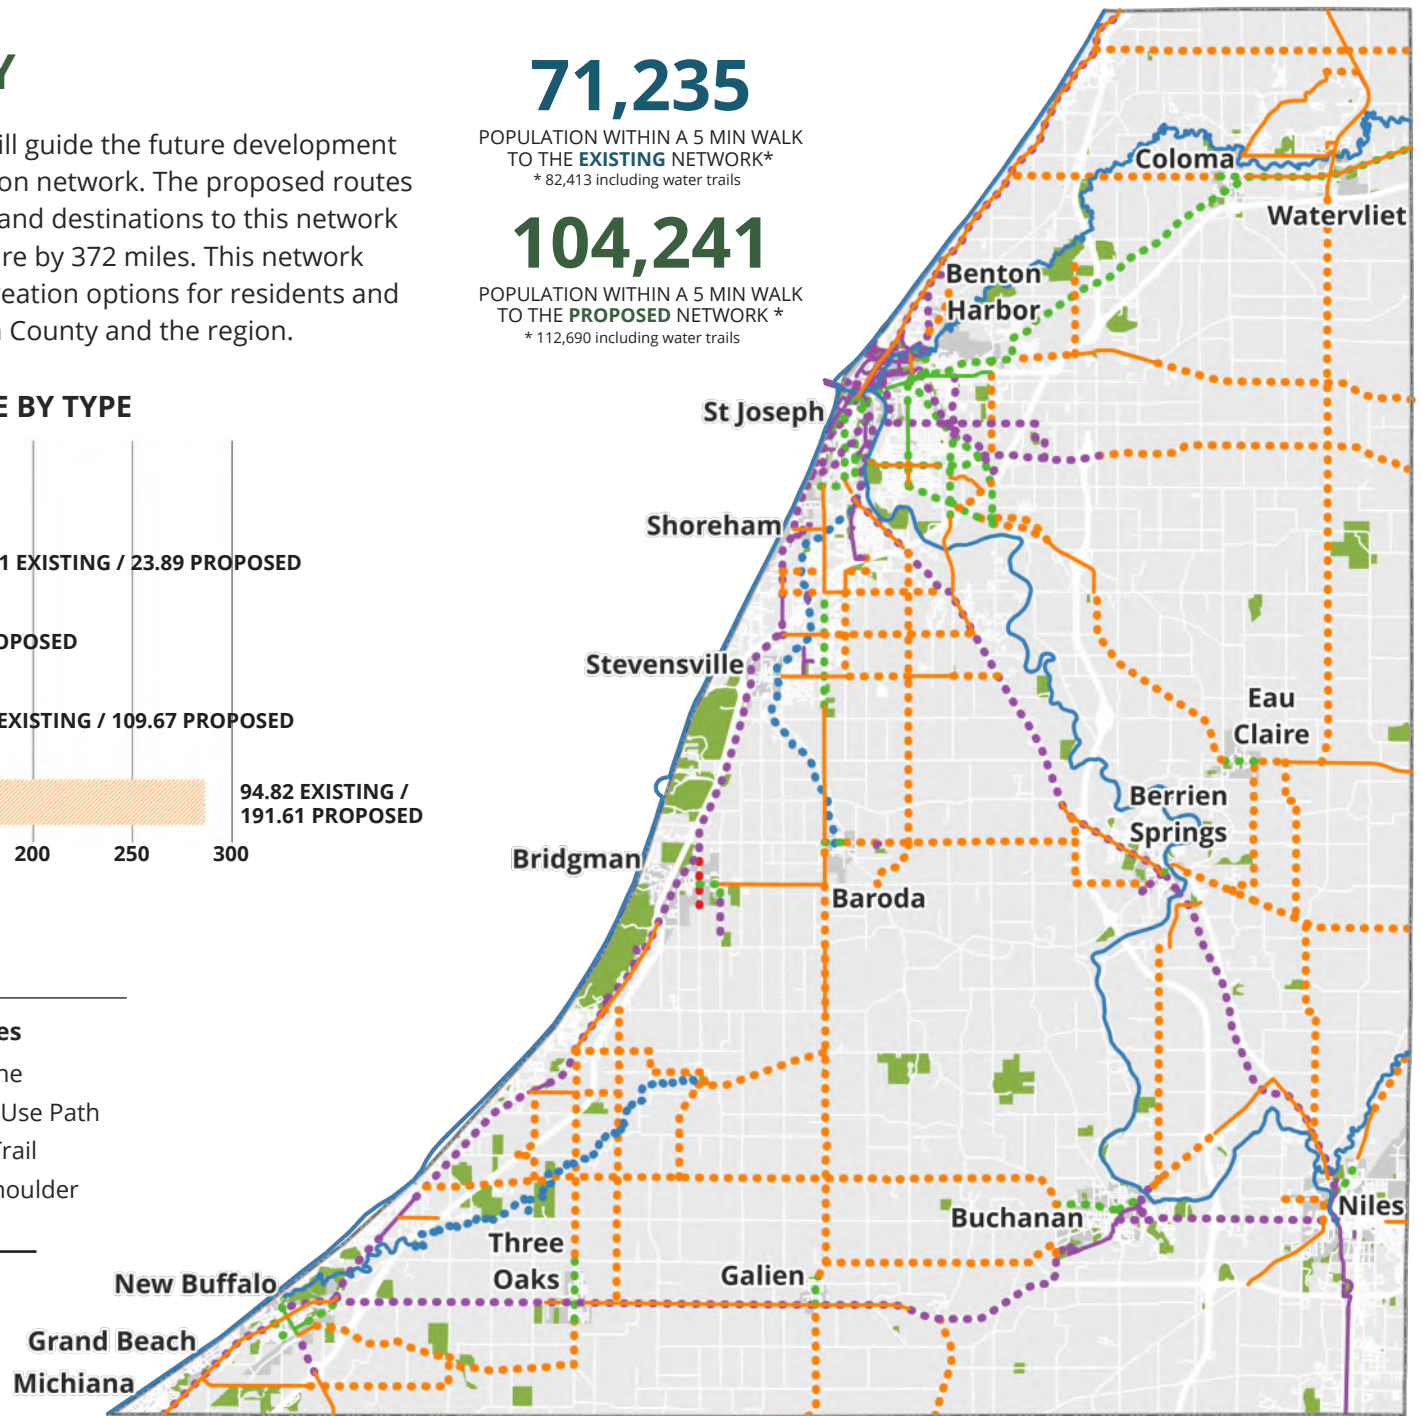 Y
ill guide the future development
on network. The proposed routes
and destinations to this network
re by 372 miles. This network
reation options for residents and
County and the region.
71,235
POPULATION WITHIN A 5 MIN WALK
TO THE EXISTING NETWORK*
* 82,413 including water trails
104,241
POPULATION WITHIN A 5 MIN WALK
TO THE PROPOSED NETWORK *
* 112,690 including water trails
E BY TYPE
1 EXISTING / 23.89 PROPOSED
OPOSED
EXISTING / 109.67 PROPOSED
94.82 EXISTING /
191.61 PROPOSED
200 250 300
es
ne
Use Path
Trail
houlder
Coloma
Watervliet
Benton
Harbor
St Joseph
Shoreham
Stevensville
Eau
Claire
Berrien
Springs
Bridgman
Baroda
Buchanan
Niles
Three
Oaks
Galien
New Buffalo
Grand Beach
Michiana